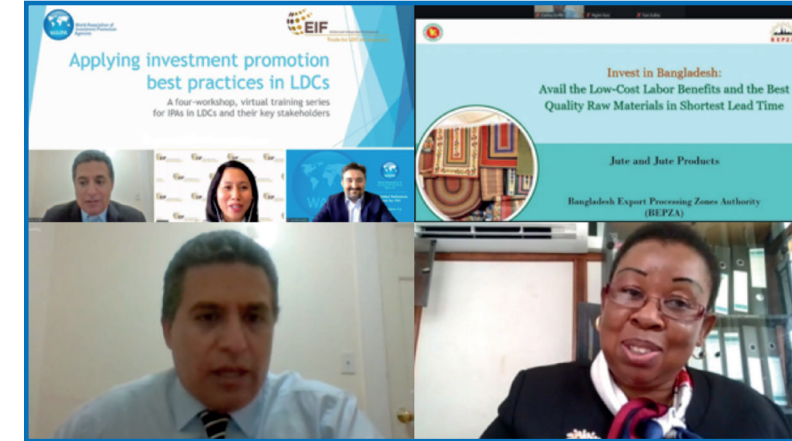 World Association of
Investment Promotion
Agencies
WAIPA
EIF
Applying investment promotion
best practices in LDCs
A four-workshop, virtual training series
for IPAs in LDCs and their key stakeholders
BEPZA
Invest in Bangladesh:
Avail the Low-Cost Labor Benefits and the Best
Quality Raw Materials in Shortest Lead Time
Jute and Jute Products
Bangladesh Export Processing Zones Authority
(BEPZA)